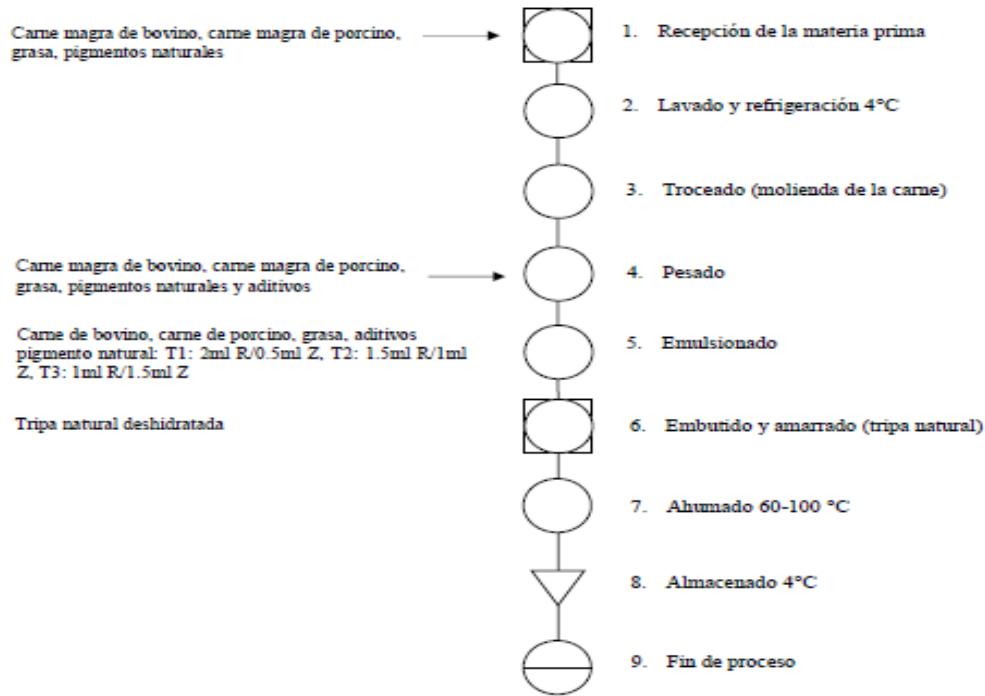 Carne magra de bovino, carne magra de porcino,
grasa, pigmentos naturales
1. Recepción de la materia prima
2. Lavado y refrigeración 4°C
3. Troceado (molienda de la carne)
Carne magra de bovino, carne magra de porcino,
grasa, pigmentos naturales y aditivos
4. Pesado
Carne de bovino, carne de porcino, grasa, aditivos
pigmento natural: T1: 2ml R/0.5ml Z, T2: 1.5ml R/1ml
Z, T3: 1ml R/1.5ml Z
5. Emulsionado
Tripa natural deshidratada
6. Embutido y amarrado (tripa natural)
7. Ahumado 60-100 °C
8. Almacenado 4°C
9. Fin de proceso